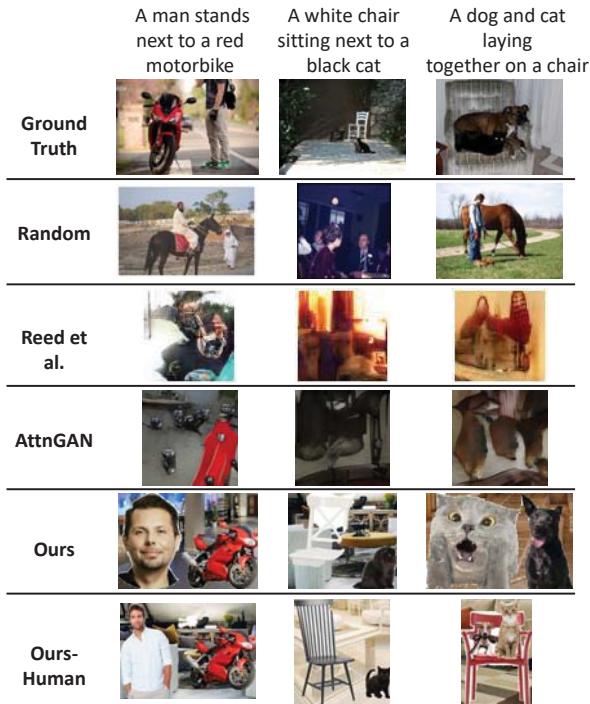 A man stands
next to a red
motorbike
A white chair
sitting next to a
black cat
A dog and cat
laying
together on a chair
Ground
Truth
Random
Reed et
al.
AttnGAN
Ours
Ours-
Human